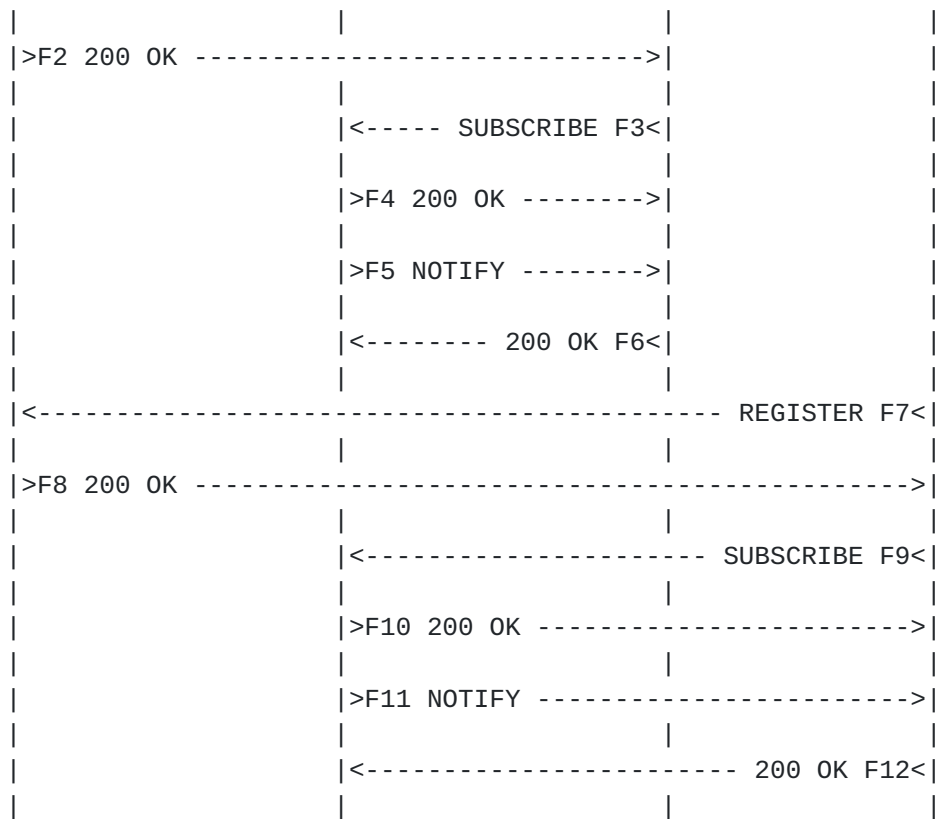 |                    |                    |                |
|>F2 200 OK ----------------------------->|                |
|                    |                    |                |
|                    |<----- SUBSCRIBE F3<|                |
|                    |                    |                |
|                    |>F4 200 OK -------->|                |
|                    |                    |                |
|                    |>F5 NOTIFY -------->|                |
|                    |                    |                |
|                    |<-------- 200 OK F6<|                |
|                    |                    |                |
|<-------------------------------------------- REGISTER F7<|
|                    |                    |                |
|>F8 200 OK ---------------------------------------------->|
|                    |                    |                |
|                    |<---------------------- SUBSCRIBE F9<|
|                    |                    |                |
|                    |>F10 200 OK ------------------------>|
|                    |                    |                |
|                    |>F11 NOTIFY ------------------------>|
|                    |                    |                |
|                    |<------------------------ 200 OK F12<|
|                    |                    |                |